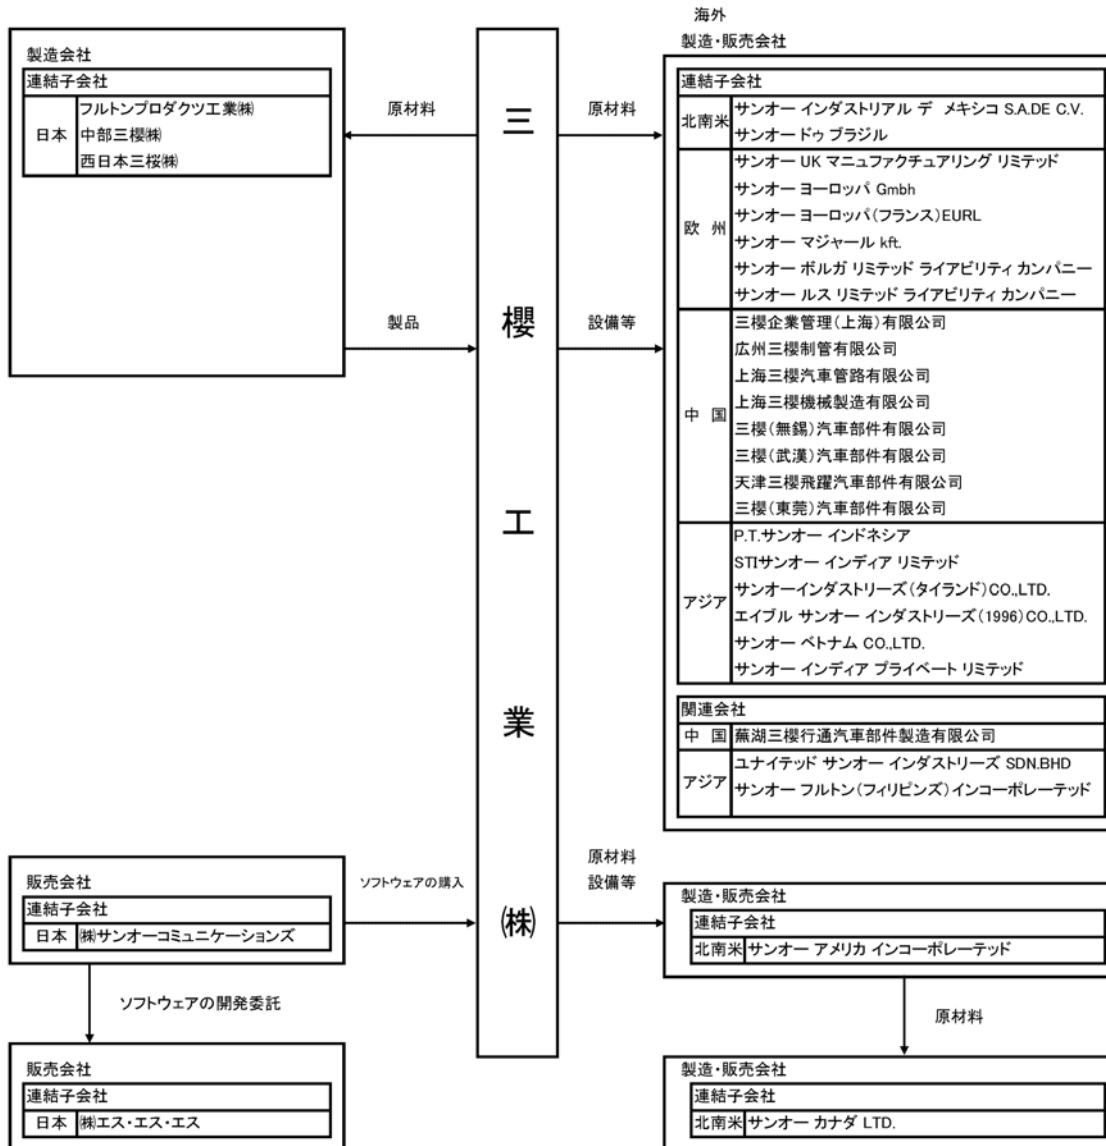 海外
製造・販売会社
製造会社
連結子会社
日本
フルトンプロダクツ工業㈱
中部三櫻㈱
西日本三桜㈱
原材料
製品
三櫻工業㈱
原材料
設備等
連結子会社
北南米
サンオー インダストリアル デ メキシコ S.A.DE C.V.
サンオー ドゥ ブラジル
欧 州
サンオー UK マニュファクチュアリング リミテッド
サンオー ヨーロッパ Gmbh
サンオー ヨーロッパ(フランス)EURL
サンオー マジャール kft.
サンオー ボルガ リミテッド ライアビリティ カンパニー
サンオー ルス リミテッド ライアビリティ カンパニー
中 国
三櫻企業管理(上海)有限公司
広州三櫻制管有限公司
上海三櫻汽車管路有限公司
上海三櫻機械製造有限公司
三櫻(無錫)汽車部件有限公司
三櫻(武漢)汽車部件有限公司
天津三櫻飛躍汽車部件有限公司
三櫻(東莞)汽車部件有限公司
アジア
P.T.サンオー インドネシア
STIサンオー インディア リミテッド
サンオーインダストリーズ(タイランド)CO.,LTD.
エイブル サンオー インダストリーズ(1996)CO.,LTD.
サンオー ベトナム CO.,LTD.
サンオー インディア プライベート リミテッド
関連会社
中 国
蕪湖三櫻行通汽車部件製造有限公司
アジア
ユナイテッド サンオー インダストリーズ SDN.BHD
サンオー フルトン(フィリピンズ)インコーポレーテッド
販売会社
連結子会社
日本 ㈱サンオーコミュニケーションズ
ソフトウェアの購入
原材料
設備等
製造・販売会社
連結子会社
北南米 サンオー アメリカ インコーポレーテッド
ソフトウェアの開発委託
原材料
販売会社
連結子会社
日本 ㈱エス・エス・エス
製造・販売会社
連結子会社
北南米 サンオー カナダ LTD.